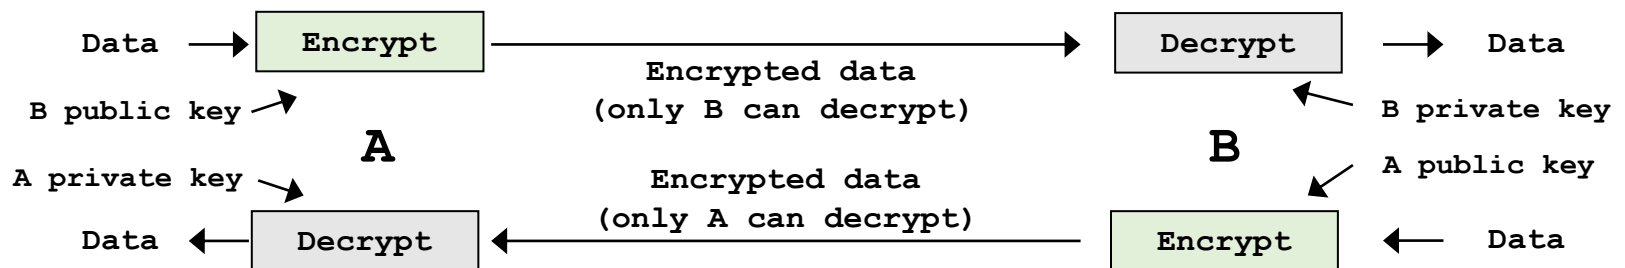 Data
Encrypt
Decrypt
Data
Encrypted data
(only B can decrypt)
B public key
B private key
A
B
A private key
A public key
Encrypted data
(only A can decrypt)
Data
Decrypt
Encrypt
Data